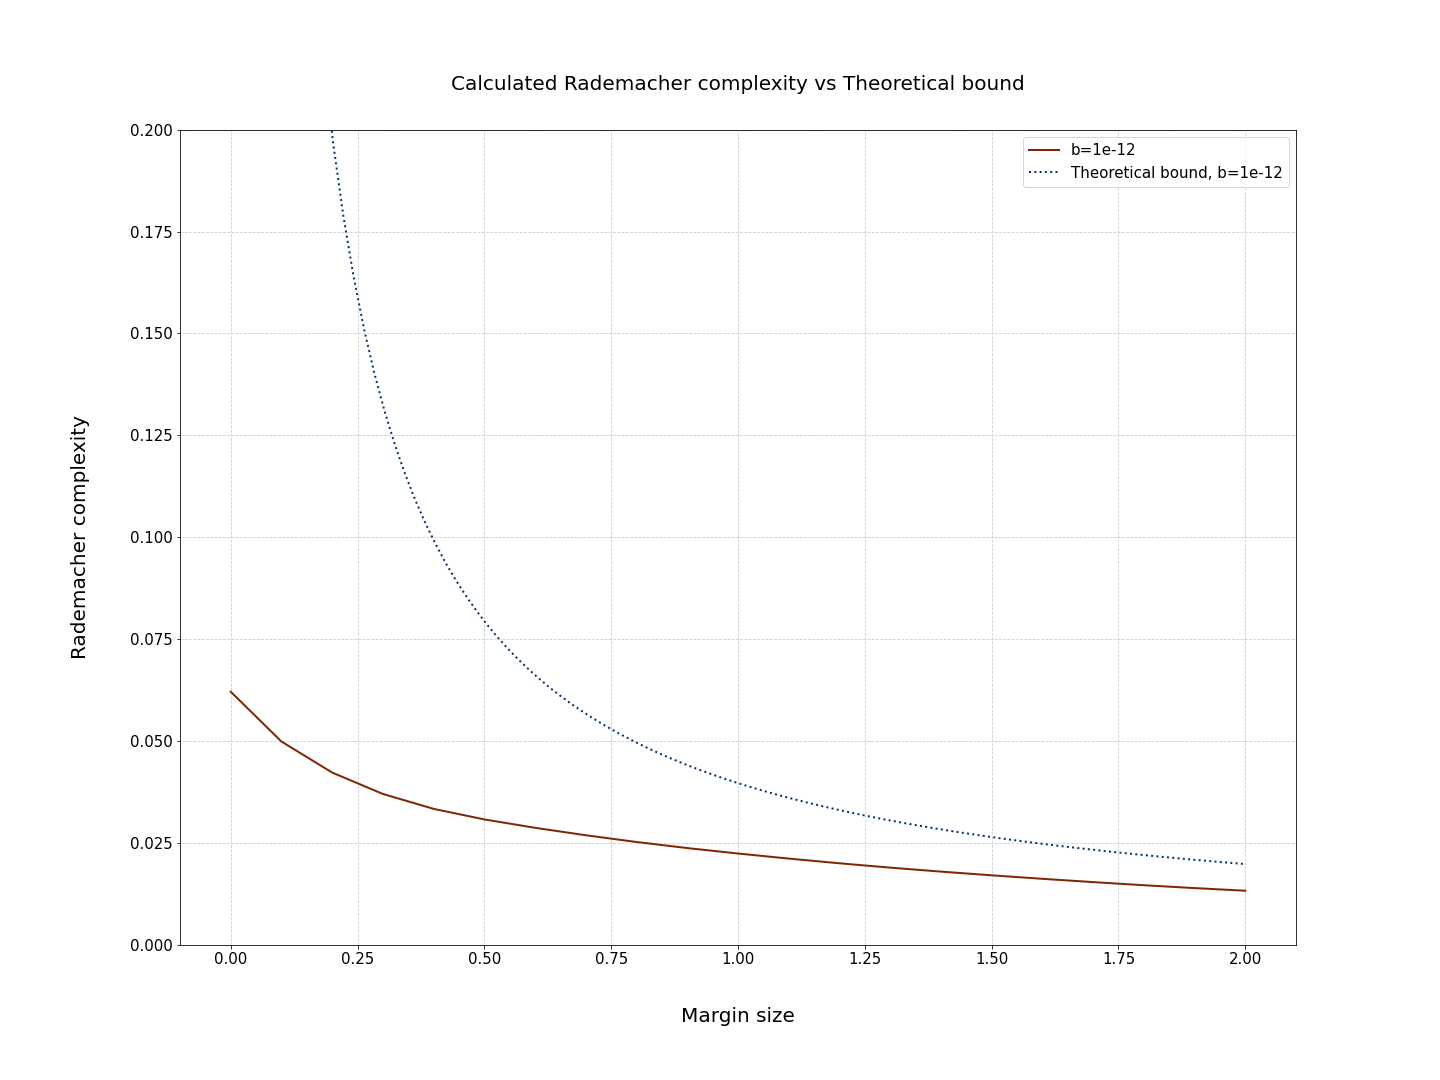 Calculated Rademacher complexity vs Theoretical bound
b=1e-12
Theoretical bound, b=1e-12
Rademacher complexity
0.200
0.175
0.150
0.125
0.100
0.075
0.050
0.025
0.000
0.00 0.25 0.50 0.75 1.00 1.25 1.50 1.75 2.00
Margin size